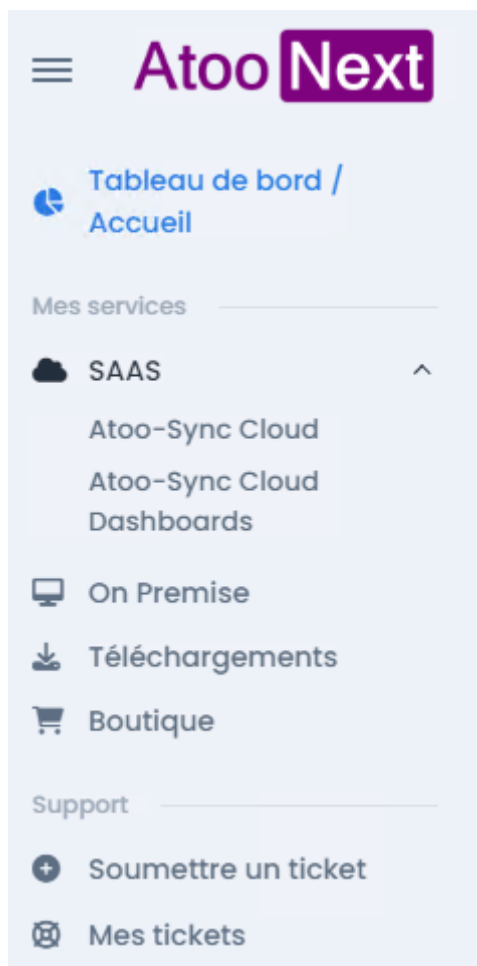 Atoo Next
Tableau de bord /
Accueil
Mes services
SAAS
Atoo-Sync Cloud
Atoo-Sync Cloud
Dashboards
On Premise
Téléchargements
Boutique
Support
Soumettre un ticket
Mes tickets